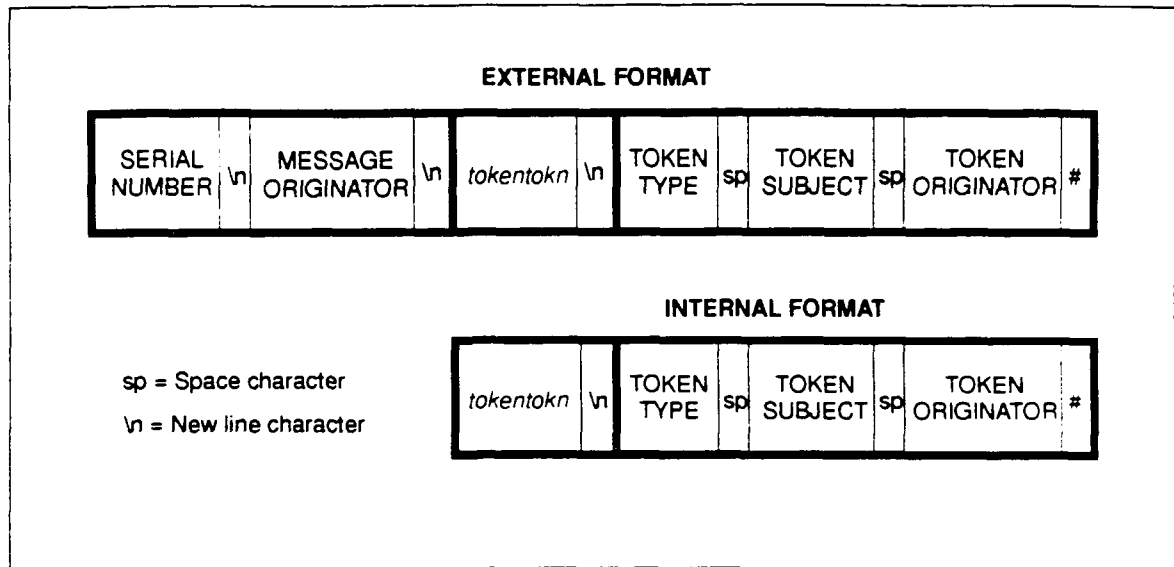 EXTERNAL FORMAT
SERIAL NUMBER \n MESSAGE ORIGINATOR \n tokentokn \n TOKEN TYPE sp TOKEN SUBJECT sp TOKEN ORIGINATOR #
INTERNAL FORMAT
tokentokn \n TOKEN TYPE sp TOKEN SUBJECT sp TOKEN ORIGINATOR #
sp = Space character
\n = New line character